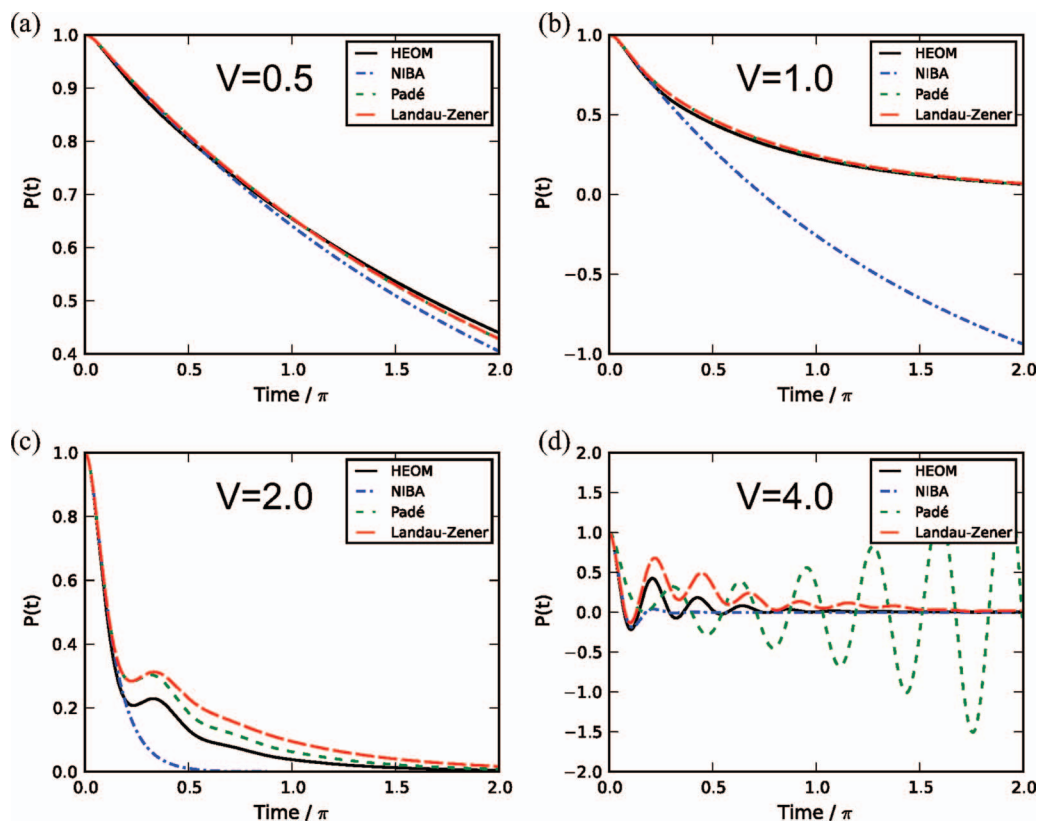 (a)
V=0.5
HEOM
NIBA
Padé
Landau-Zener
P(t)
1.0
0.9
0.8
0.7
0.6
0.5
0.4
0.0 0.5 1.0 1.5 2.0
Time / π
(b)
V=1.0
HEOM
NIBA
Padé
Landau-Zener
P(t)
1.0
0.5
0.0
−0.5
−1.0
0.0 0.5 1.0 1.5 2.0
Time / π
(c)
V=2.0
HEOM
NIBA
Padé
Landau-Zener
P(t)
1.0
0.8
0.6
0.4
0.2
0.0
0.0 0.5 1.0 1.5 2.0
Time / π
(d)
V=4.0
HEOM
NIBA
Padé
Landau-Zener
P(t)
2.0
1.5
1.0
0.5
0.0
−0.5
−1.0
−1.5
−2.0
0.0 0.5 1.0 1.5 2.0
Time / π